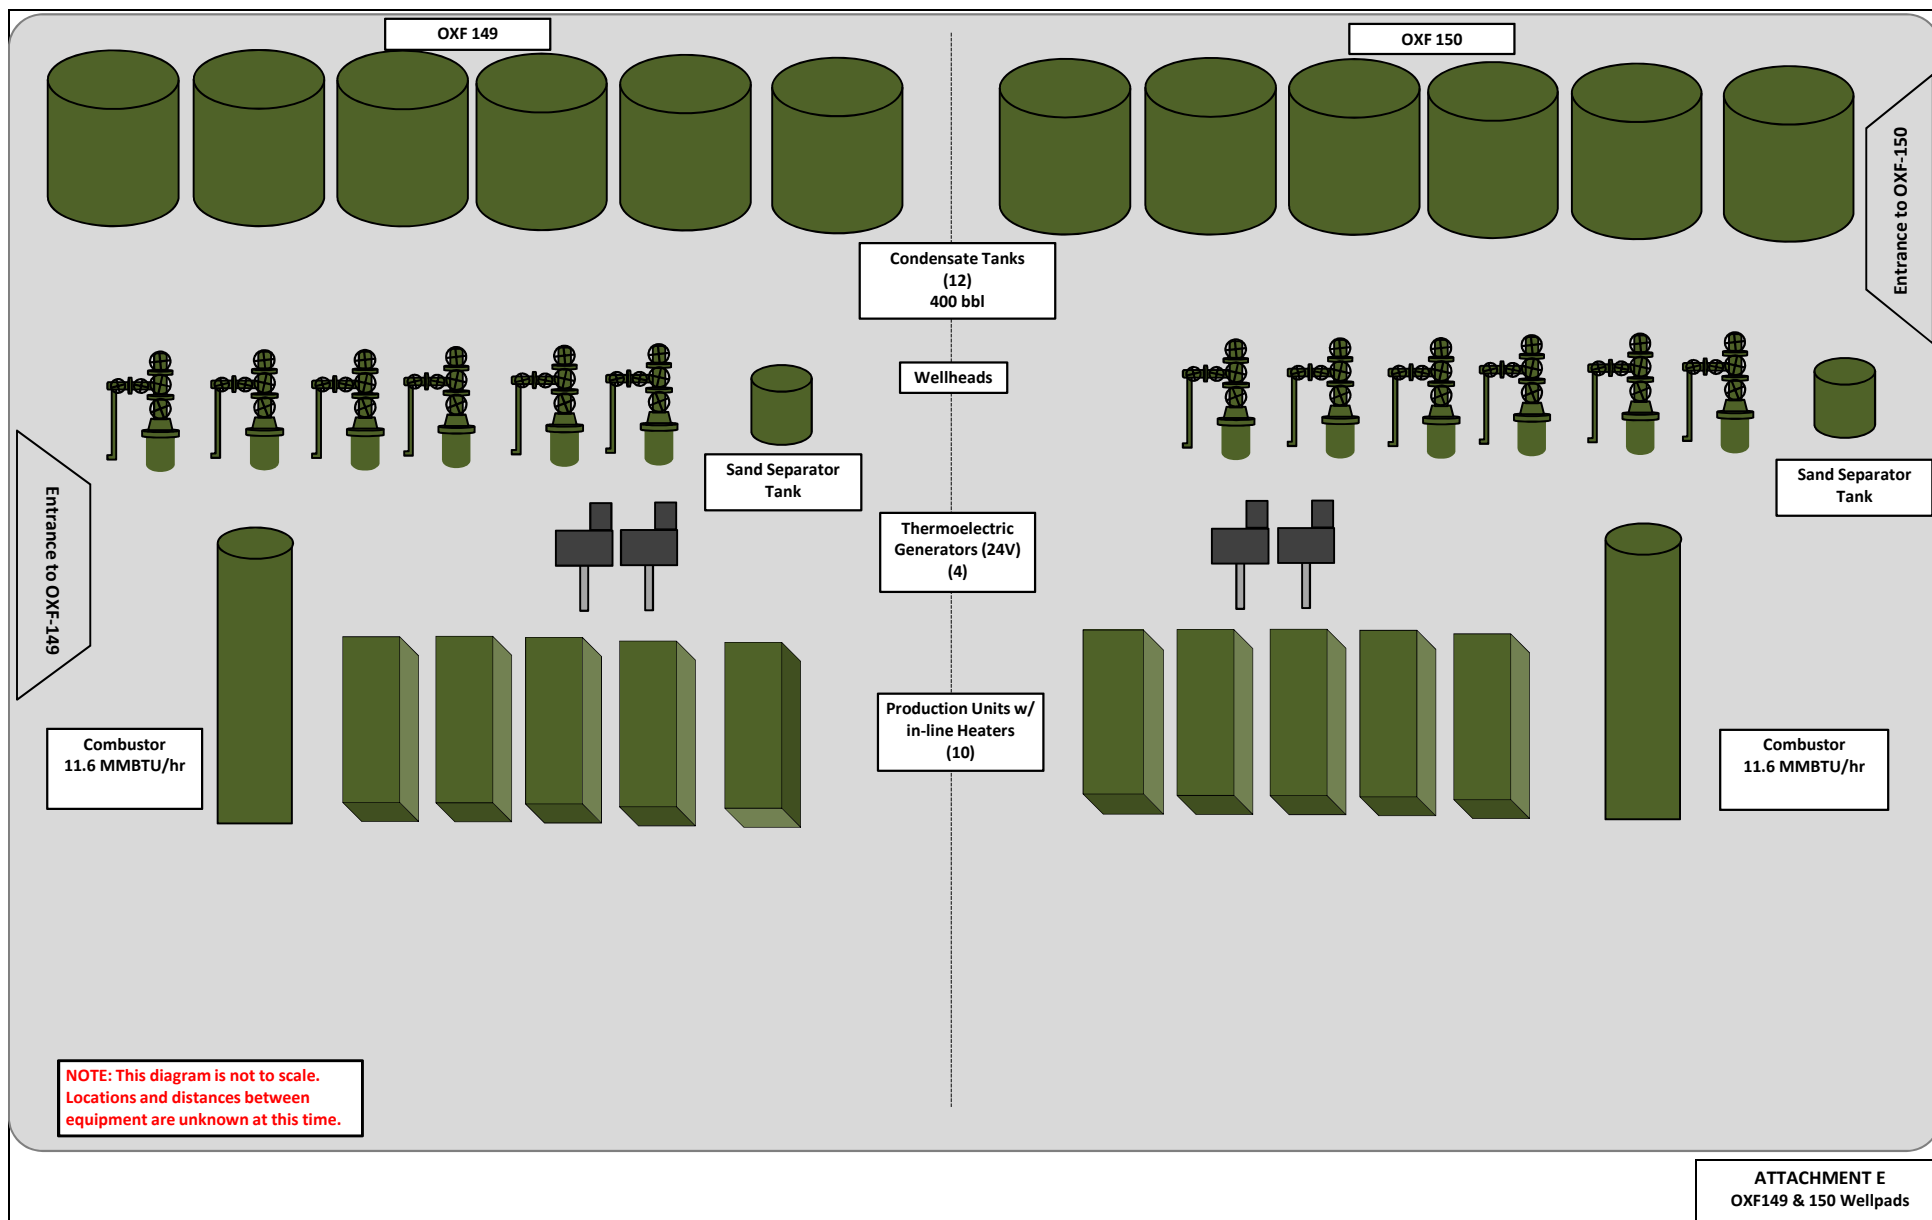 OXF 149
OXF 150
Entrance to OXF-150
Condensate Tanks
(12)
400 bbl
Wellheads
Sand Separator
Tank
Sand Separator
Tank
Entrance to OXF-149
Thermoelectric
Generators (24V)
(4)
Production Units w/
in-line Heaters
(10)
Combustor
11.6 MMBTU/hr
Combustor
11.6 MMBTU/hr
NOTE: This diagram is not to scale.
Locations and distances between
equipment are unknown at this time.
ATTACHMENT E
OXF149 & 150 Wellpads